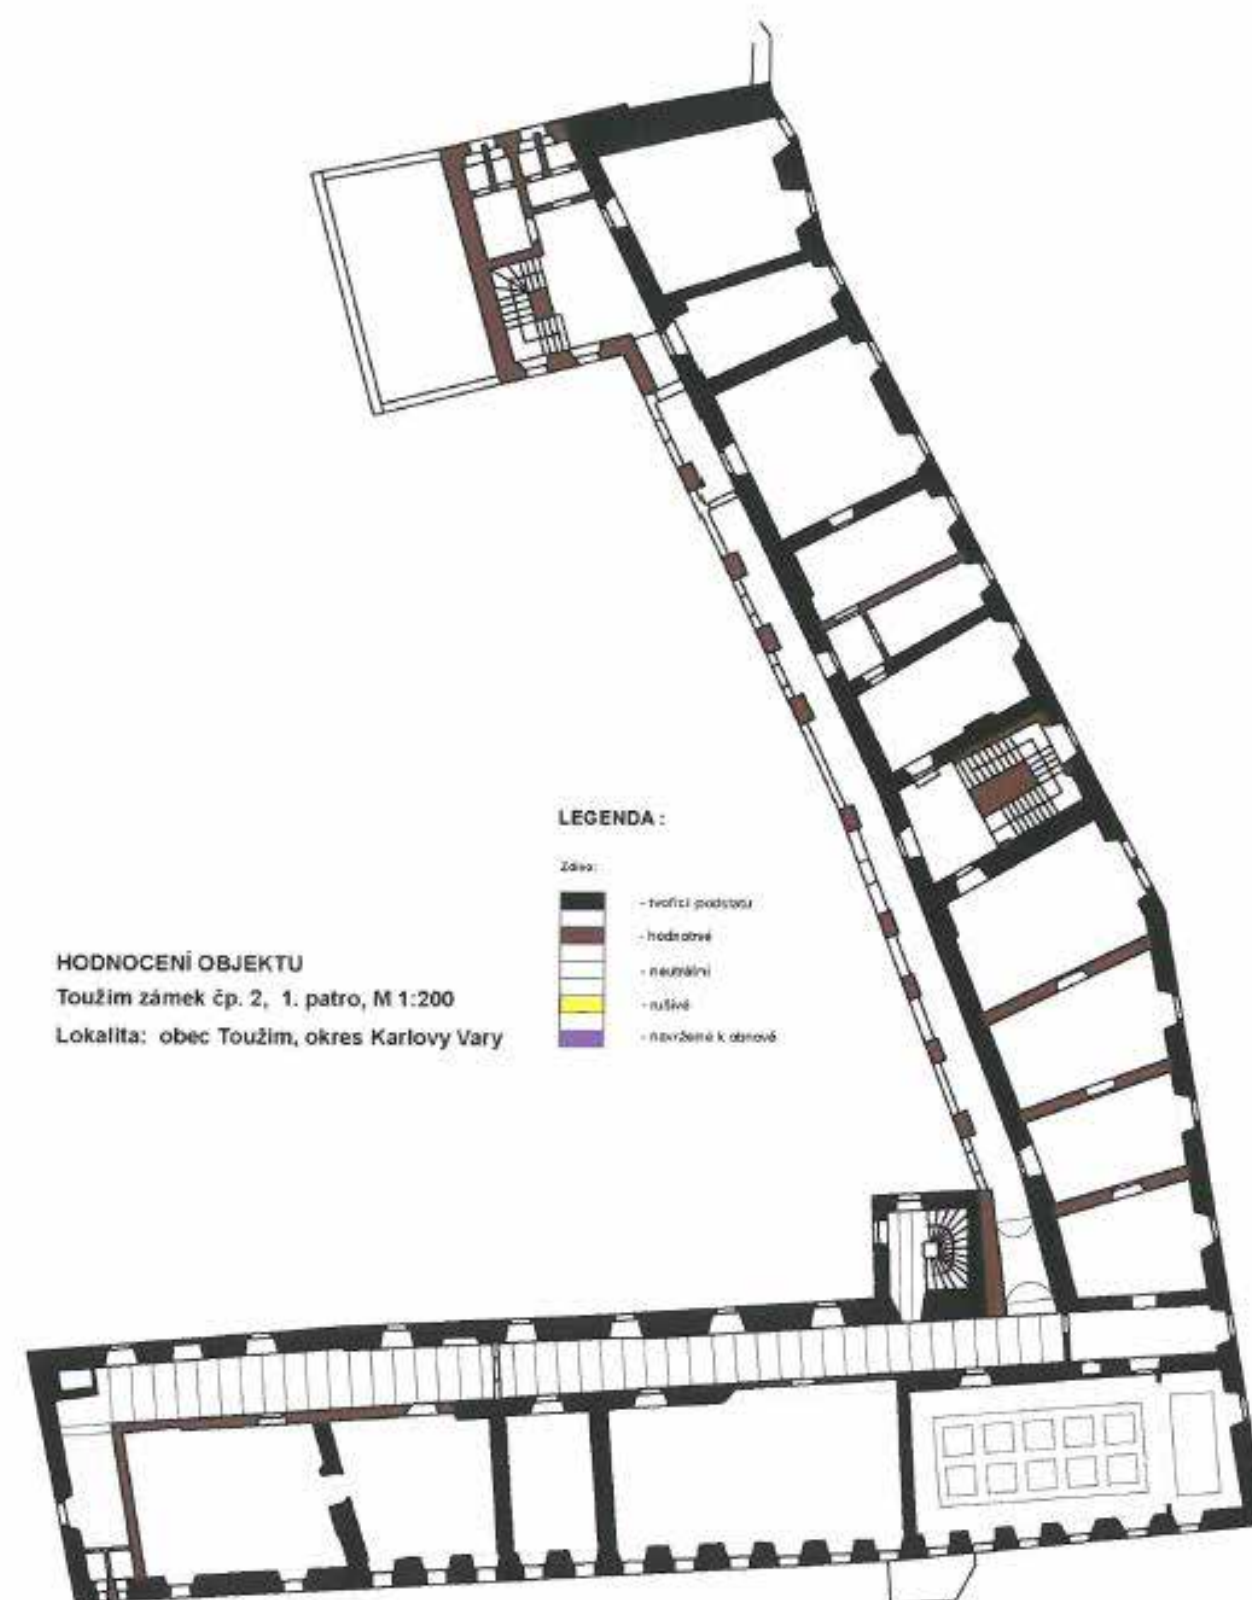 LEGENDA :
Zdivo:
- tvořící podstatu
- hodnotné
- neutrální
- rušivé
- navržené k obnově
HODNOCENÍ OBJEKTU
Toužim zámek čp. 2, 1. patro, M 1:200
Lokalita: obec Toužim, okres Karlovy Vary